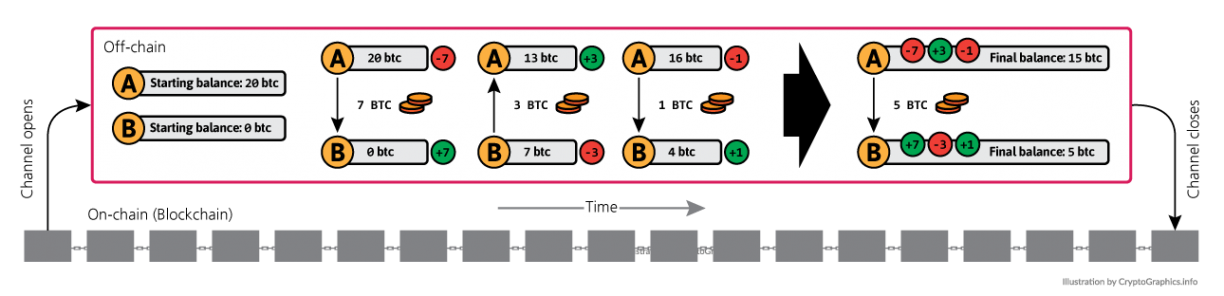 Off-chain
A Starting balance: 20 btc
B Starting balance: 0 btc
A 20 btc -7
7 BTC
B 0 btc +7
A 13 btc +3
3 BTC
B 7 btc -3
A 16 btc -1
1 BTC
B 4 btc +1
A -7 +3 -1 Final balance: 15 btc
5 BTC
B +7 -3 +1 Final balance: 5 btc
Channel opens
Channel closes
On-chain (Blockchain)
Time
Illustration by CryptoGraphics.info